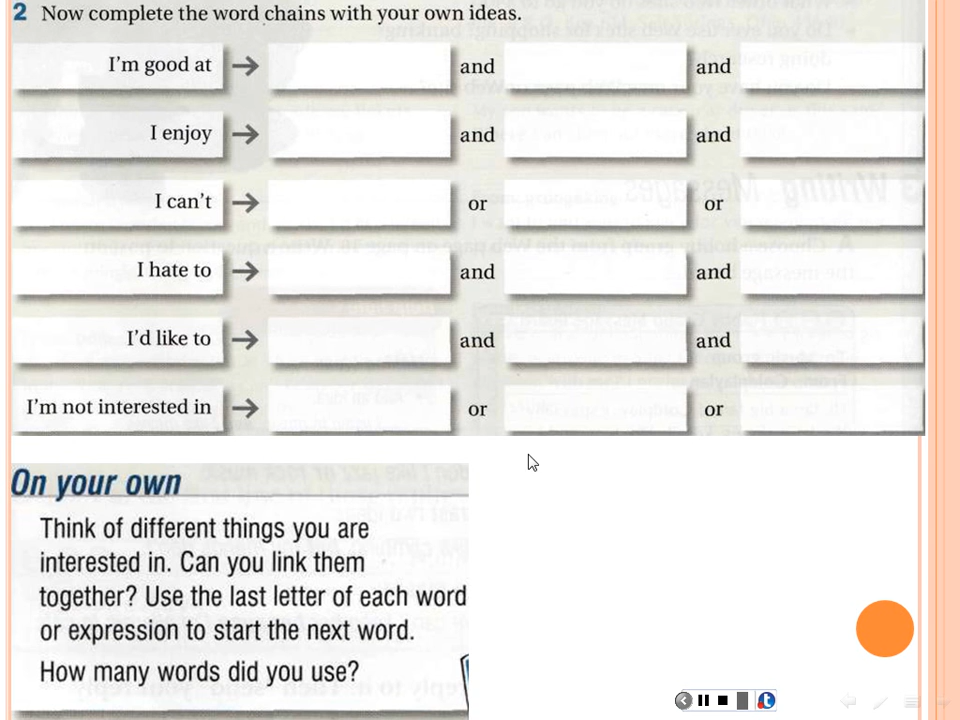 2 Now complete the word chains with your own ideas.
I'm good at → and and
I enjoy → and and
I can't → or or
I hate to → and and
I'd like to → and and
I'm not interested in → or or
On your own
Think of different things you are
interested in. Can you link them
together? Use the last letter of each word
or expression to start the next word.
How many words did you use?